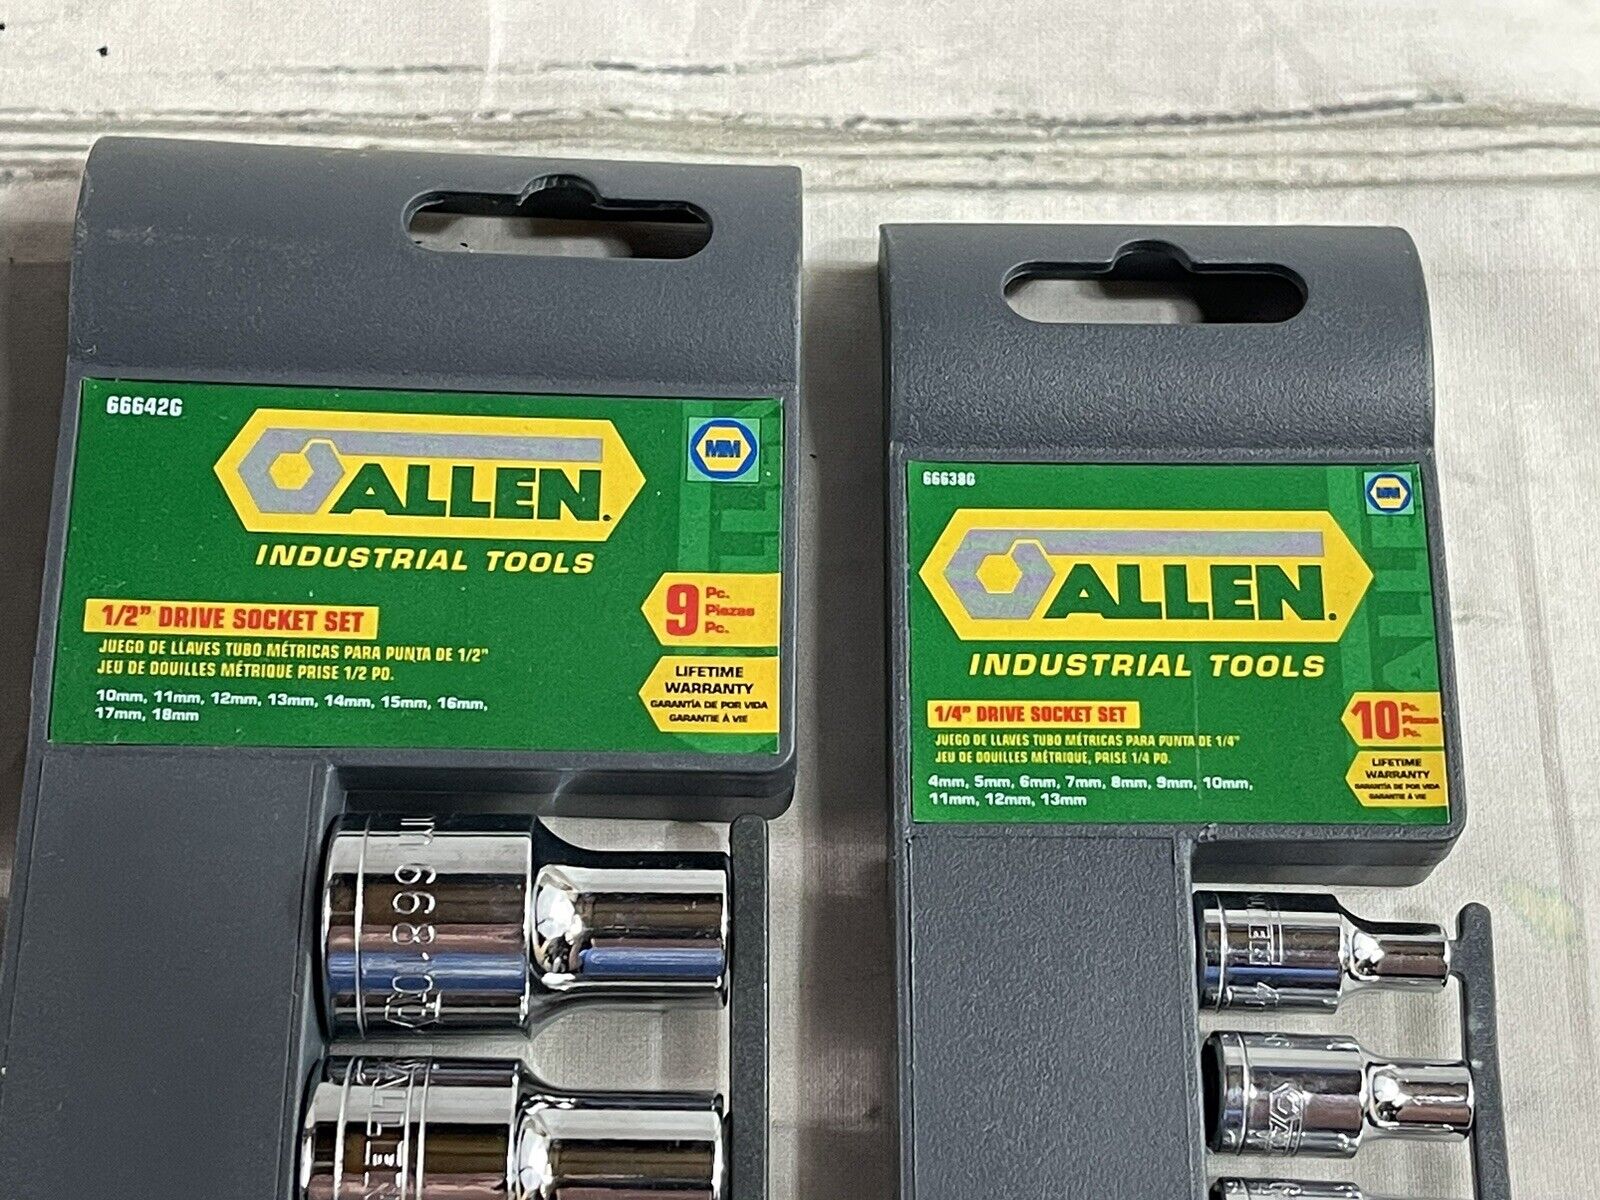 66642G
MM
ALLEN
INDUSTRIAL TOOLS
1/2" DRIVE SOCKET SET
JUEGO DE LLAVES TUBO MÉTRICAS PARA PUNTA DE 1/2"
JEU DE DOUILLES MÉTRIQUE PRISE 1/2 PO.
10mm, 11mm, 12mm, 13mm, 14mm, 15mm, 16mm,
17mm, 18mm
9 Pc.
Piezas
Pc.
LIFETIME
WARRANTY
GARANTÍA DE POR VIDA
GARANTIE À VIE
66638G
MM
ALLEN
INDUSTRIAL TOOLS
1/4" DRIVE SOCKET SET
JUEGO DE LLAVES TUBO MÉTRICAS PARA PUNTA DE 1/4"
JEU DE DOUILLES MÉTRIQUE, PRISE 1/4 PO.
4mm, 5mm, 6mm, 7mm, 8mm, 9mm, 10mm,
11mm, 12mm, 13mm
10 Pc.
Piezas
Pc.
LIFETIME
WARRANTY
GARANTÍA DE POR VIDA
GARANTIE À VIE
ALLEN